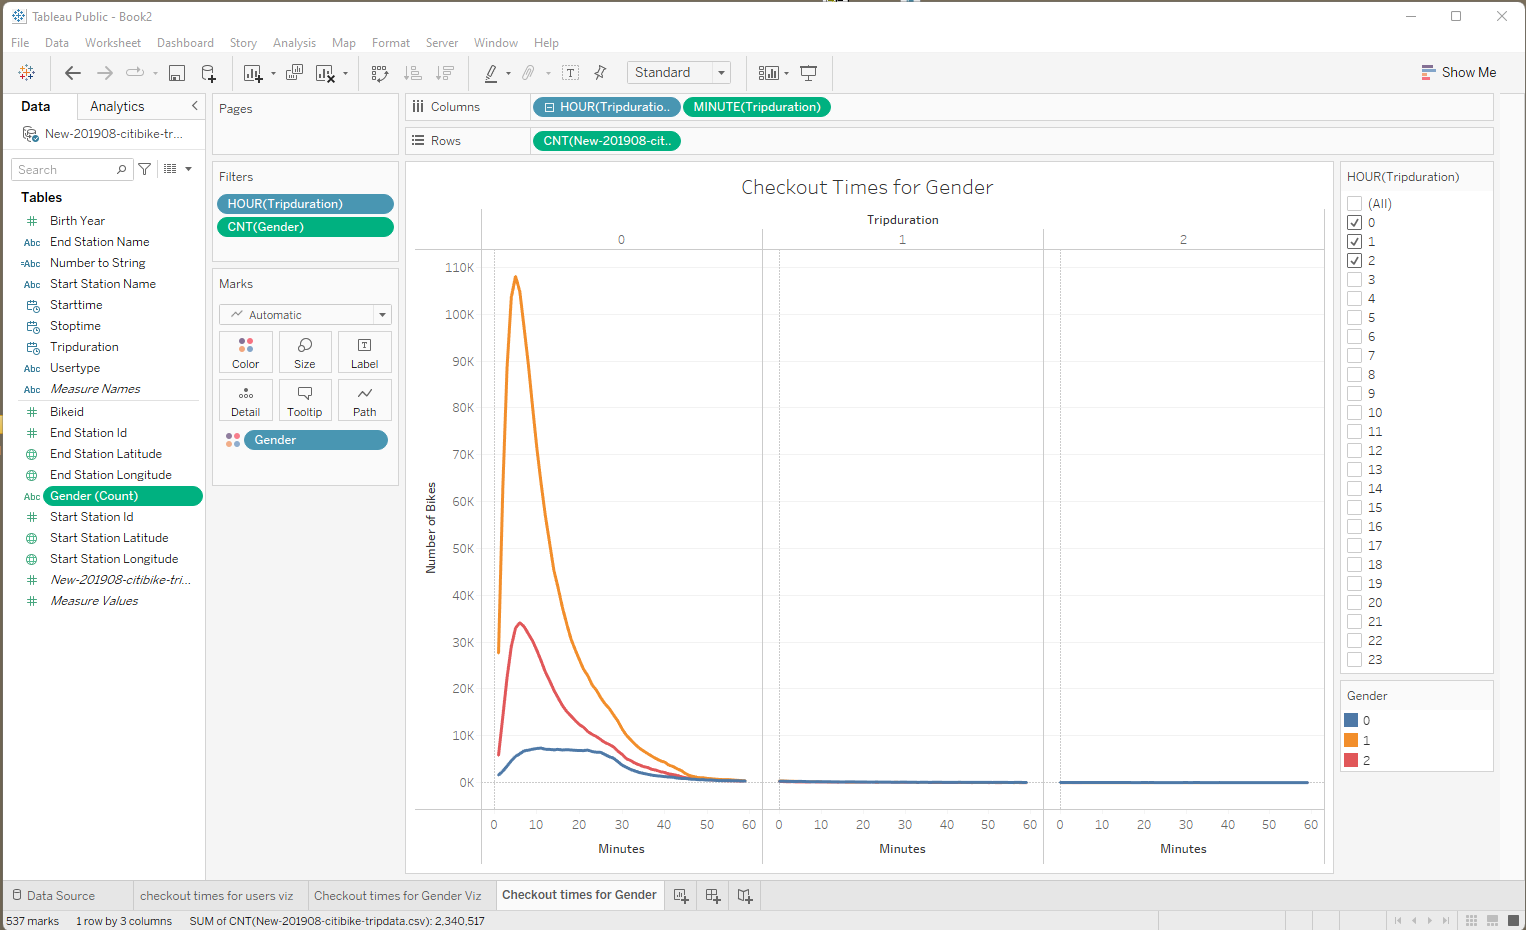 Tableau Public - Book2
File Data Worksheet Dashboard Story Analysis Map Format Server Window Help
Standard
Show Me
Data Analytics
New-201908-citibike-tr...
Search
Tables
Birth Year
Abc End Station Name
=Abc Number to String
Abc Start Station Name
Starttime
Stoptime
Tripduration
Abc Usertype
Abc Measure Names
Bikeid
End Station Id
End Station Latitude
End Station Longitude
Abc Gender (Count)
Start Station Id
Start Station Latitude
Start Station Longitude
New-201908-citibike-tri...
Measure Values
Pages
Filters
HOUR(Tripduration)
CNT(Gender)
Marks
Automatic
Color Size Label
Detail Tooltip Path
Gender
Columns HOUR(Tripduratio.. MINUTE(Tripduration)
Rows CNT(New-201908-cit..
Checkout Times for Gender
Tripduration
0 1 2
110K
100K
90K
80K
70K
60K
50K
40K
30K
20K
10K
0K
Number of Bikes
0 10 20 30 40 50 60 0 10 20 30 40 50 60 0 10 20 30 40 50 60
Minutes Minutes Minutes
HOUR(Tripduration)
(All)
0
1
2
3
4
5
6
7
8
9
10
11
12
13
14
15
16
17
18
19
20
21
22
23
Gender
0
1
2
Data Source checkout times for users viz Checkout times for Gender Viz Checkout times for Gender
537 marks 1 row by 3 columns SUM of CNT(New-201908-citibike-tripdata.csv): 2,340,517